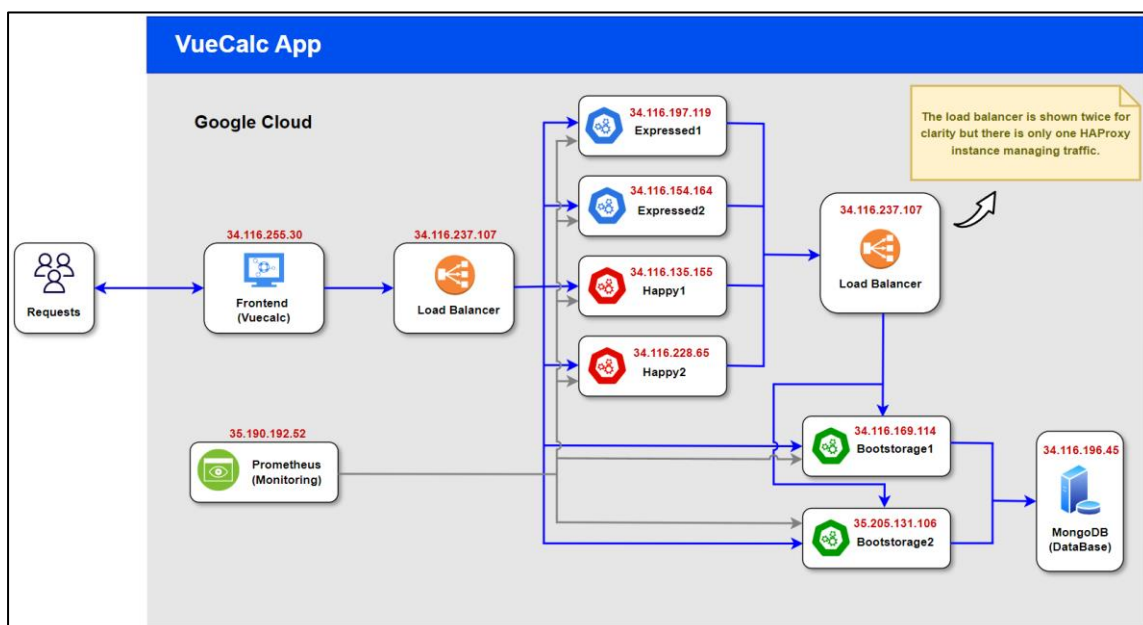 VueCalc App
Google Cloud
The load balancer is shown twice for
clarity but there is only one HAProxy
instance managing traffic.
Requests
34.116.255.30
Frontend
(Vuecalc)
34.116.237.107
Load Balancer
34.116.197.119
Expressed1
34.116.154.164
Expressed2
34.116.135.155
Happy1
34.116.228.65
Happy2
34.116.237.107
Load Balancer
35.190.192.52
Prometheus
(Monitoring)
34.116.169.114
Bootstorage1
35.205.131.106
Bootstorage2
34.116.196.45
MongoDB
(DataBase)